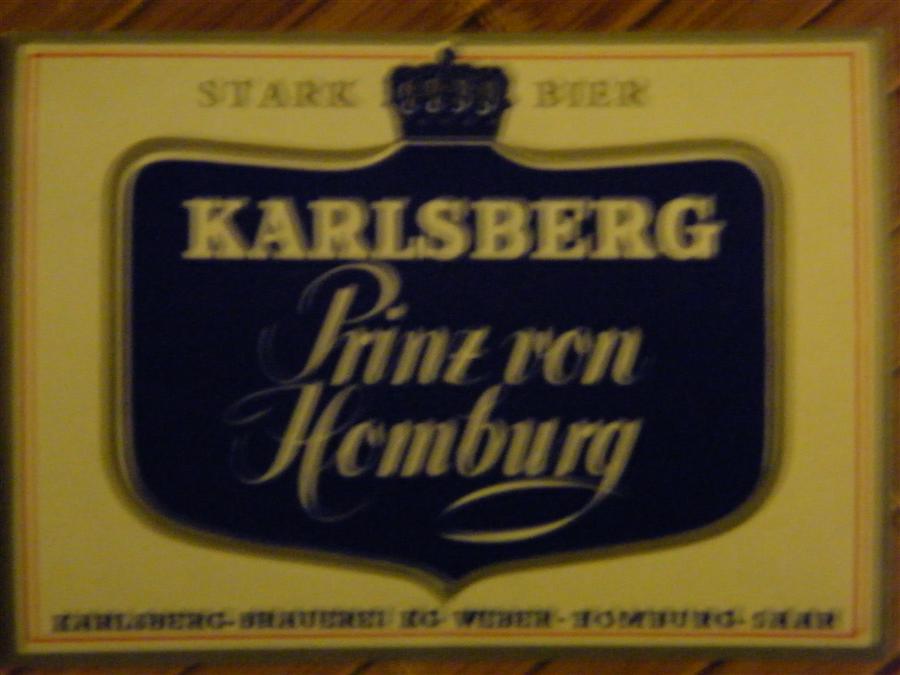 STARK BIER
KARLSBERG
Prinz von
Homburg
KARLSBERG-BRAUEREI KG WEBER-HOMBURG-SAAR